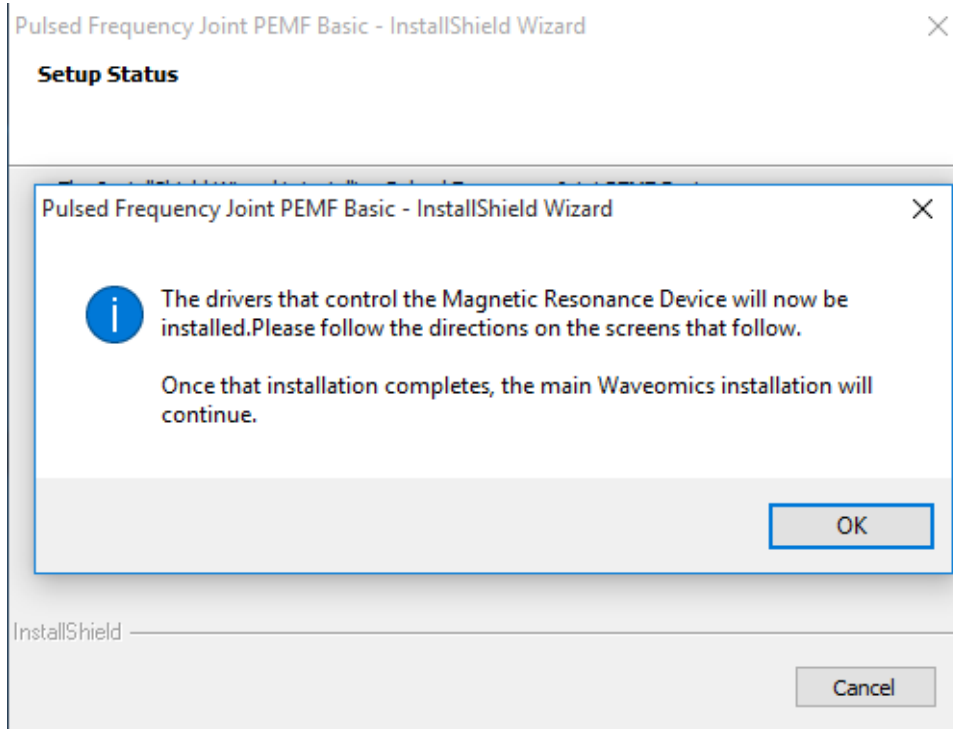 Pulsed Frequency Joint PEMF Basic - InstallShield Wizard
Setup Status
Pulsed Frequency Joint PEMF Basic - InstallShield Wizard
The drivers that control the Magnetic Resonance Device will now be
installed.Please follow the directions on the screens that follow.
Once that installation completes, the main Waveomics installation will
continue.
OK
InstallShield
Cancel